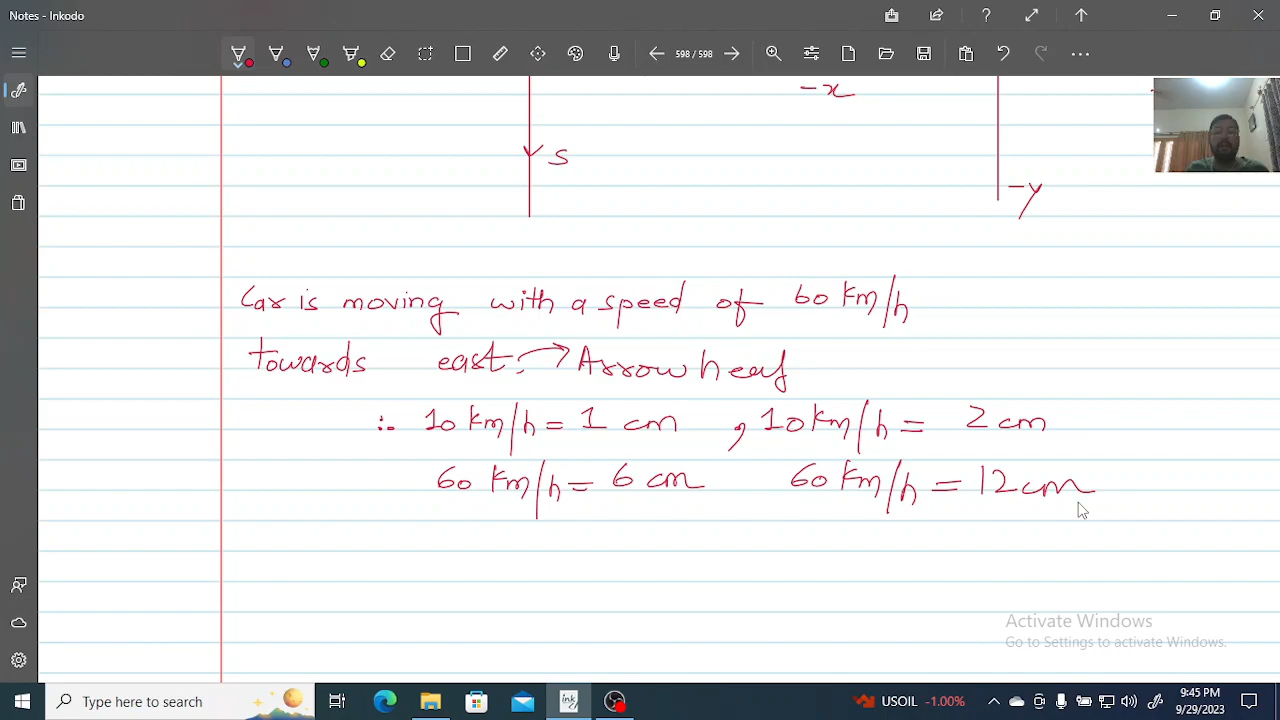 Notes - Inkodo
598 / 598
-x
S
-y
Car is moving with a speed of 60 km/h
towards east. → Arrow head
∴ 10 km/h = 1 cm , 10 km/h = 2 cm
60 km/h = 6 cm 60 km/h = 12 cm
Activate Windows
Go to Settings to activate Windows.
Type here to search
USOIL -1.00%
9:45 PM
9/29/2023